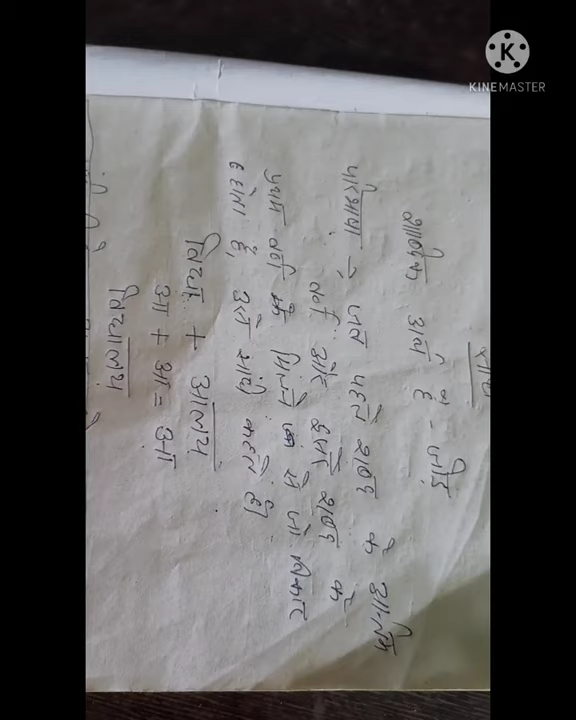 KINEMASTER
शाब्दिक अर्थ है - जोड़
परिभाषा → जब पहले शब्द के अन्तिम
वर्ण और दूसरे शब्द के
प्रथम वर्ण के मिलने से जो विकार
होता है, उसे संधि कहते हैं।
विद्या + आलय
आ + आ = आ
विद्यालय